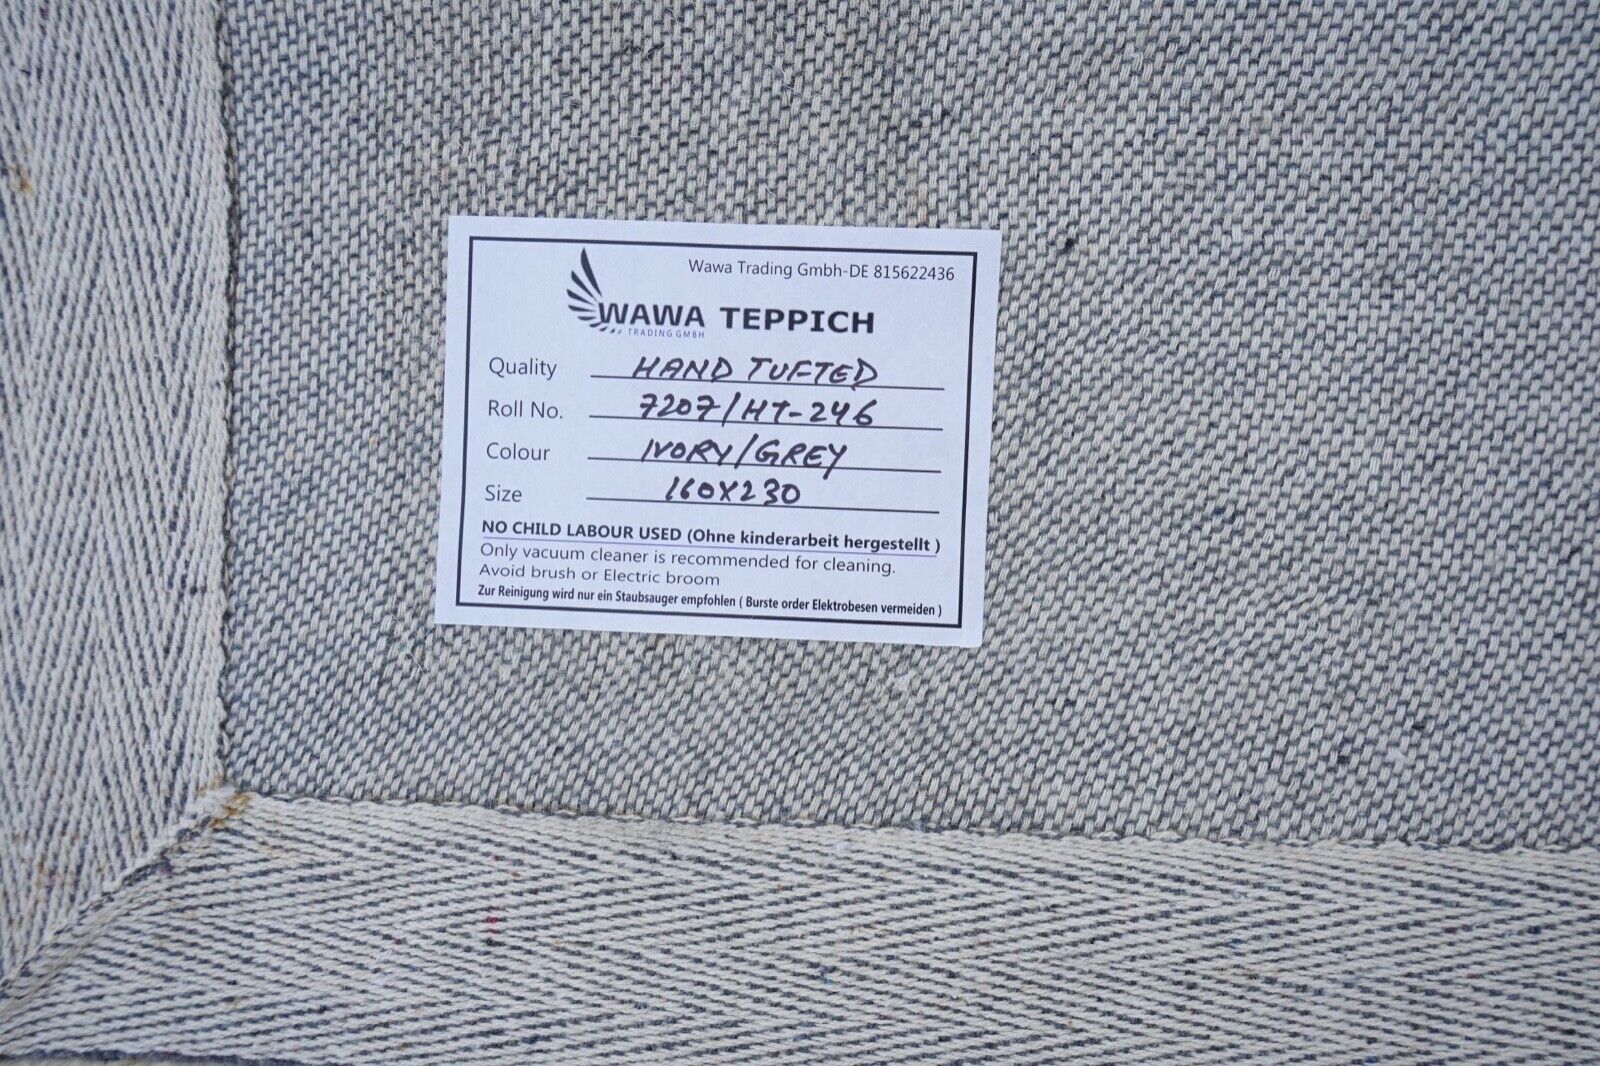 Wawa Trading Gmbh-DE 815622436
WAWA TEPPICH
TRADING GMBH
Quality HAND TUFTED
Roll No. 7207/HT-246
Colour IVORY/GREY
Size 160X230
NO CHILD LABOUR USED (Ohne kinderarbeit hergestellt )
Only vacuum cleaner is recommended for cleaning.
Avoid brush or Electric broom
Zur Reinigung wird nur ein Staubsauger empfohlen ( Burste order Elektrobesen vermeiden )